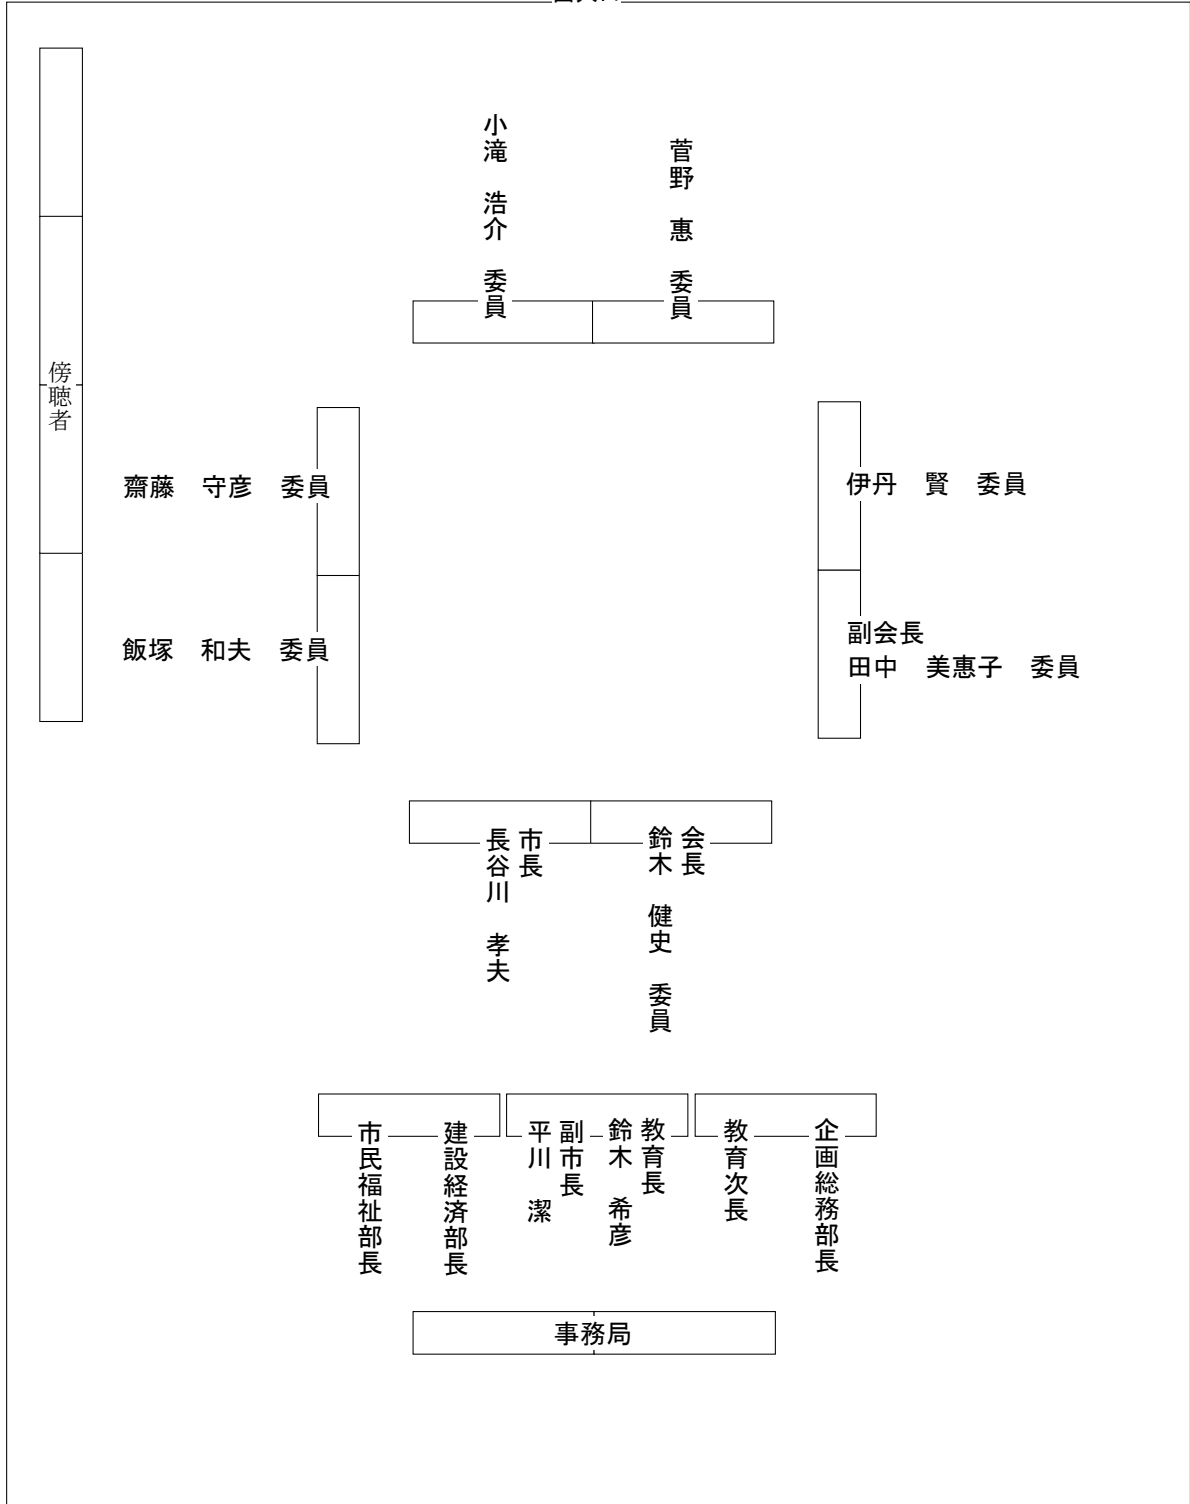 小滝　浩介　委員
菅野　惠　委員
傍聴者
齋藤　守彦　委員
伊丹　賢　委員
飯塚　和夫　委員
副会長
田中　美惠子　委員
市長
長谷川　孝夫
会長
鈴木　健史　委員
市民福祉部長
建設経済部長
副市長
平川　潔
教育長
鈴木　希彦
教育次長
企画総務部長
事務局